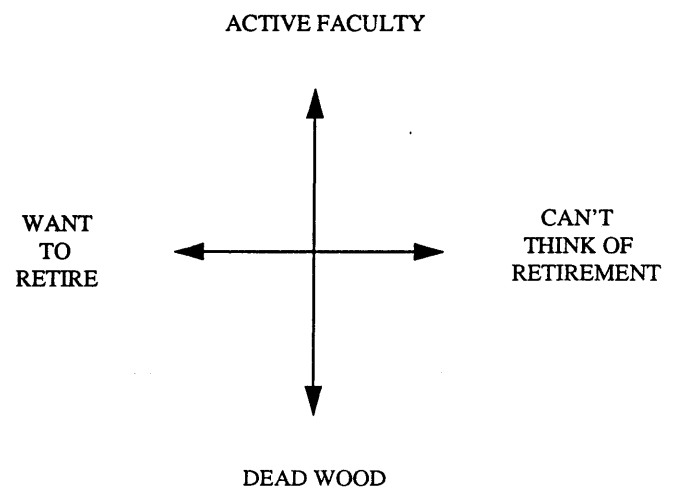 ACTIVE FACULTY
WANT
TO
RETIRE
CAN'T
THINK OF
RETIREMENT
DEAD WOOD